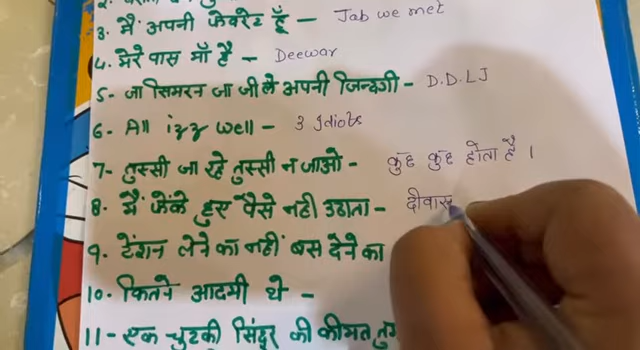 3. मैं अपनी फेवरेट हूँ - Jab we met
4. मेरे पास माँ है - Deewar
5- जा सिमरन जा जी ले अपनी जिन्दगी - D.D.L.J
6- All izz well - 3 Idiots
7- तुस्सी जा रहे तुस्सी न जाओ - कुछ कुछ होता है ।
8- मैं फेंके हुए पैसे नही उठाता - दीवा
9- टेंशन लेने का नहीं बस देने का
10- कितने आदमी थे -
11- एक चुटकी सिंदूर की कीमत